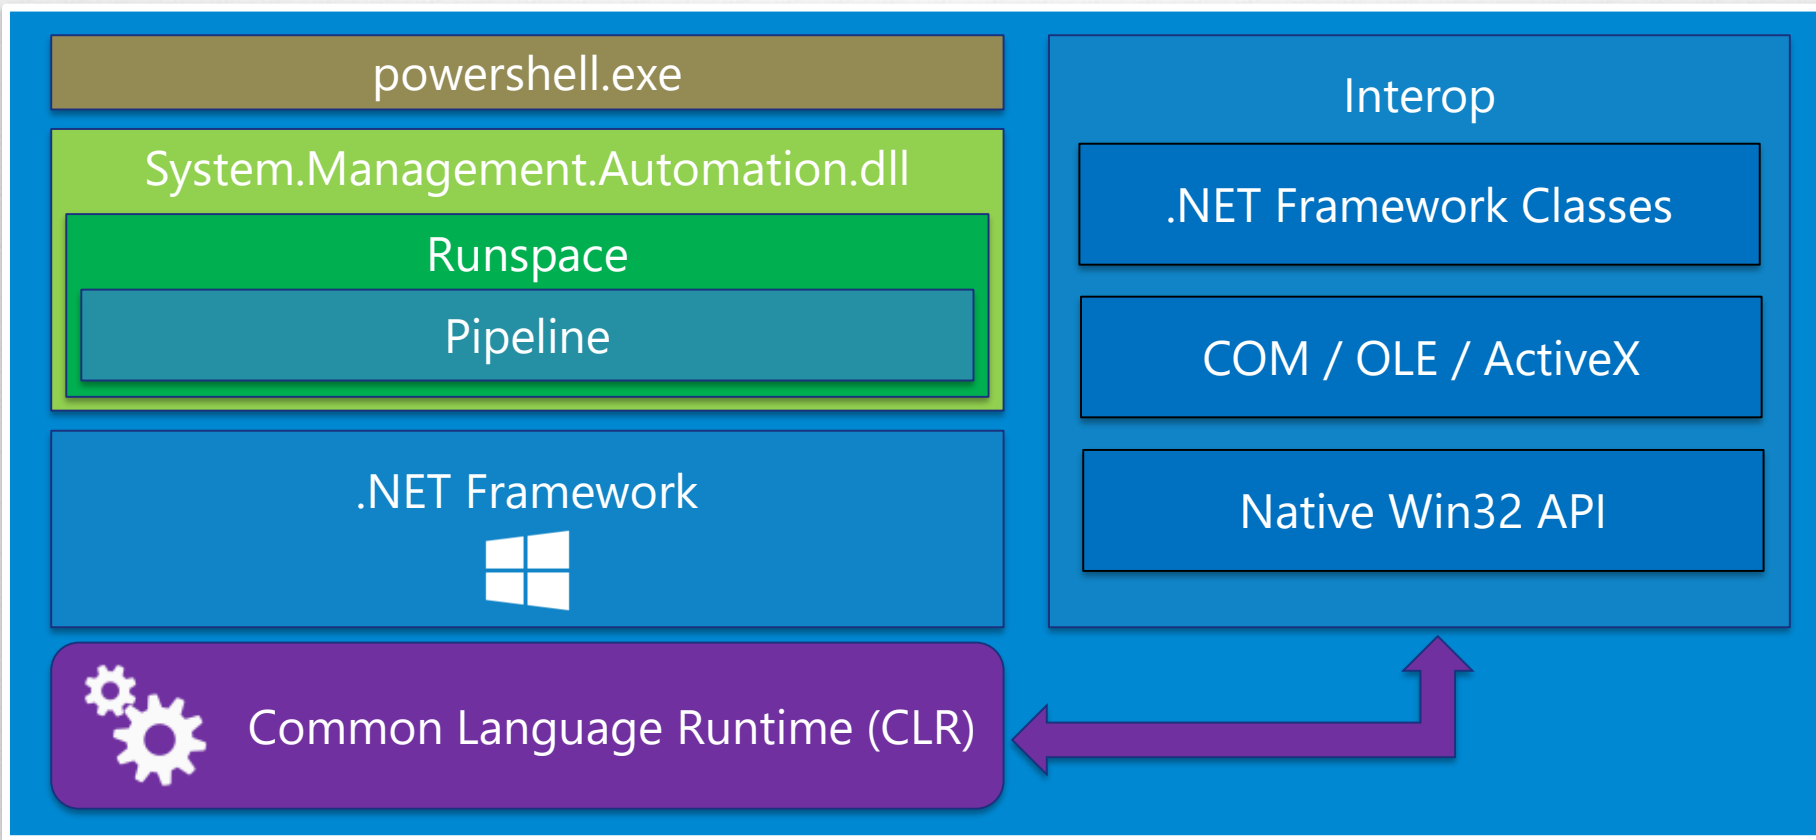 powershell.exe
System.Management.Automation.dll
Runspace
Pipeline
.NET Framework
Common Language Runtime (CLR)
Interop
.NET Framework Classes
COM / OLE / ActiveX
Native Win32 API